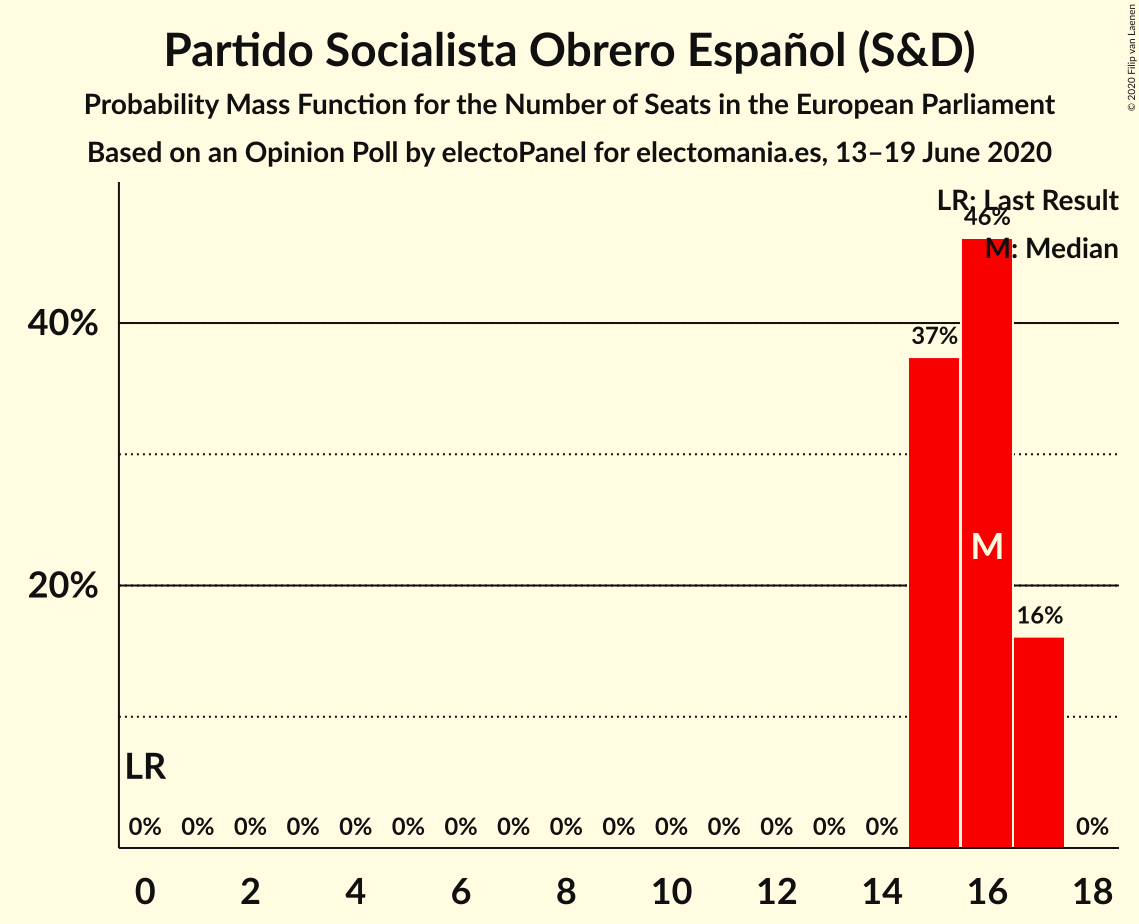 Partido Socialista Obrero Español (S&D)
Probability Mass Function for the Number of Seats in the European Parliament
Based on an Opinion Poll by electoPanel for electomania.es, 13–19 June 2020
© 2020 Filip van Laenen
LR: Last Result
46%
M: Median
40%
37%
M
20%
16%
LR
0% 0% 0% 0% 0% 0% 0% 0% 0% 0% 0% 0% 0% 0% 0% 0%
0 2 4 6 8 10 12 14 16 18